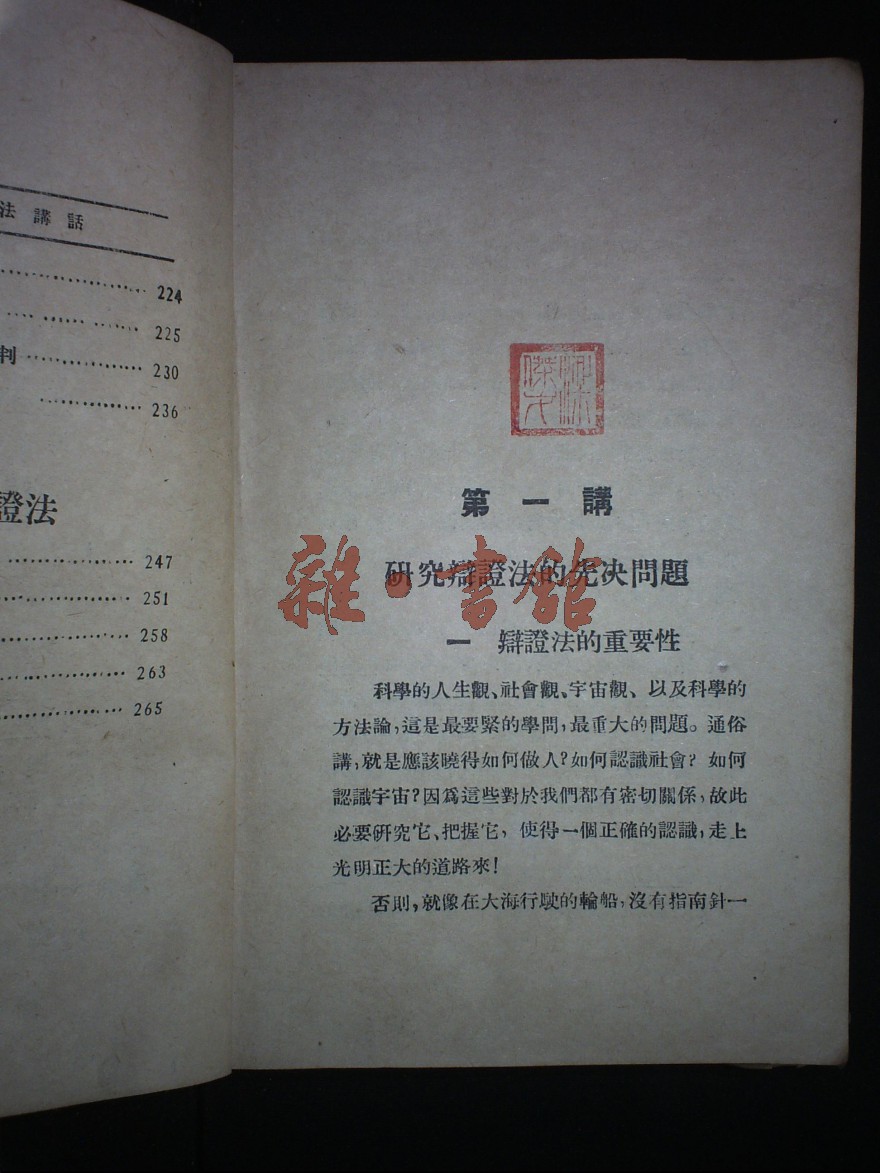 法講話
224
225
判 230
236
證法
247
251
258
263
265
第一講
研究辯證法的先决問題
一 辯證法的重要性
科學的人生觀、社會觀、宇宙觀、以及科學的
方法論,這是最要緊的學問,最重大的問題。通俗
講,就是應該曉得如何做人?如何認識社會?如何
認識宇宙?因爲這些對於我們都有密切關係,故此
必要研究它、把握它,使得一個正確的認識,走上
光明正大的道路來!
否則,就像在大海行駛的輪船,沒有指南針一
雜·書館